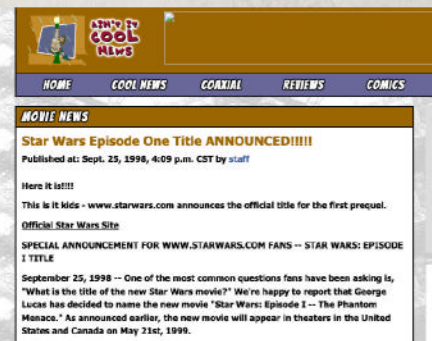 AIN'T IT
COOL
NEWS
HOME COOL NEWS COAXIAL REVIEWS COMICS
MOVIE NEWS
Star Wars Episode One Title ANNOUNCED!!!!!
Published at: Sept. 25, 1998, 4:09 p.m. CST by staff
Here it is!!!!
This is it kids - www.starwars.com announces the official title for the first prequel.
Official Star Wars Site
SPECIAL ANNOUNCEMENT FOR WWW.STARWARS.COM FANS -- STAR WARS: EPISODE
I TITLE
September 25, 1998 -- One of the most common questions fans have been asking is,
"What is the title of the new Star Wars movie?" We're happy to report that George
Lucas has decided to name the new movie "Star Wars: Episode I -- The Phantom
Menace." As announced earlier, the new movie will appear in theaters in the United
States and Canada on May 21st, 1999.